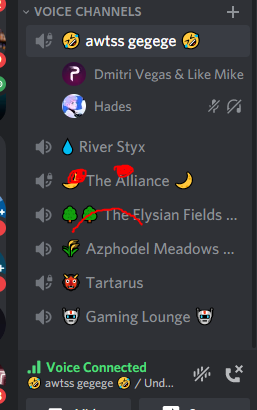 VOICE CHANNELS
awtss gegege
Dmitri Vegas & Like Mike
Hades
River Styx
The Alliance
The Elysian Fields ...
Azphodel Meadows ...
Tartarus
Gaming Lounge
Voice Connected
awtss gegege / Und...